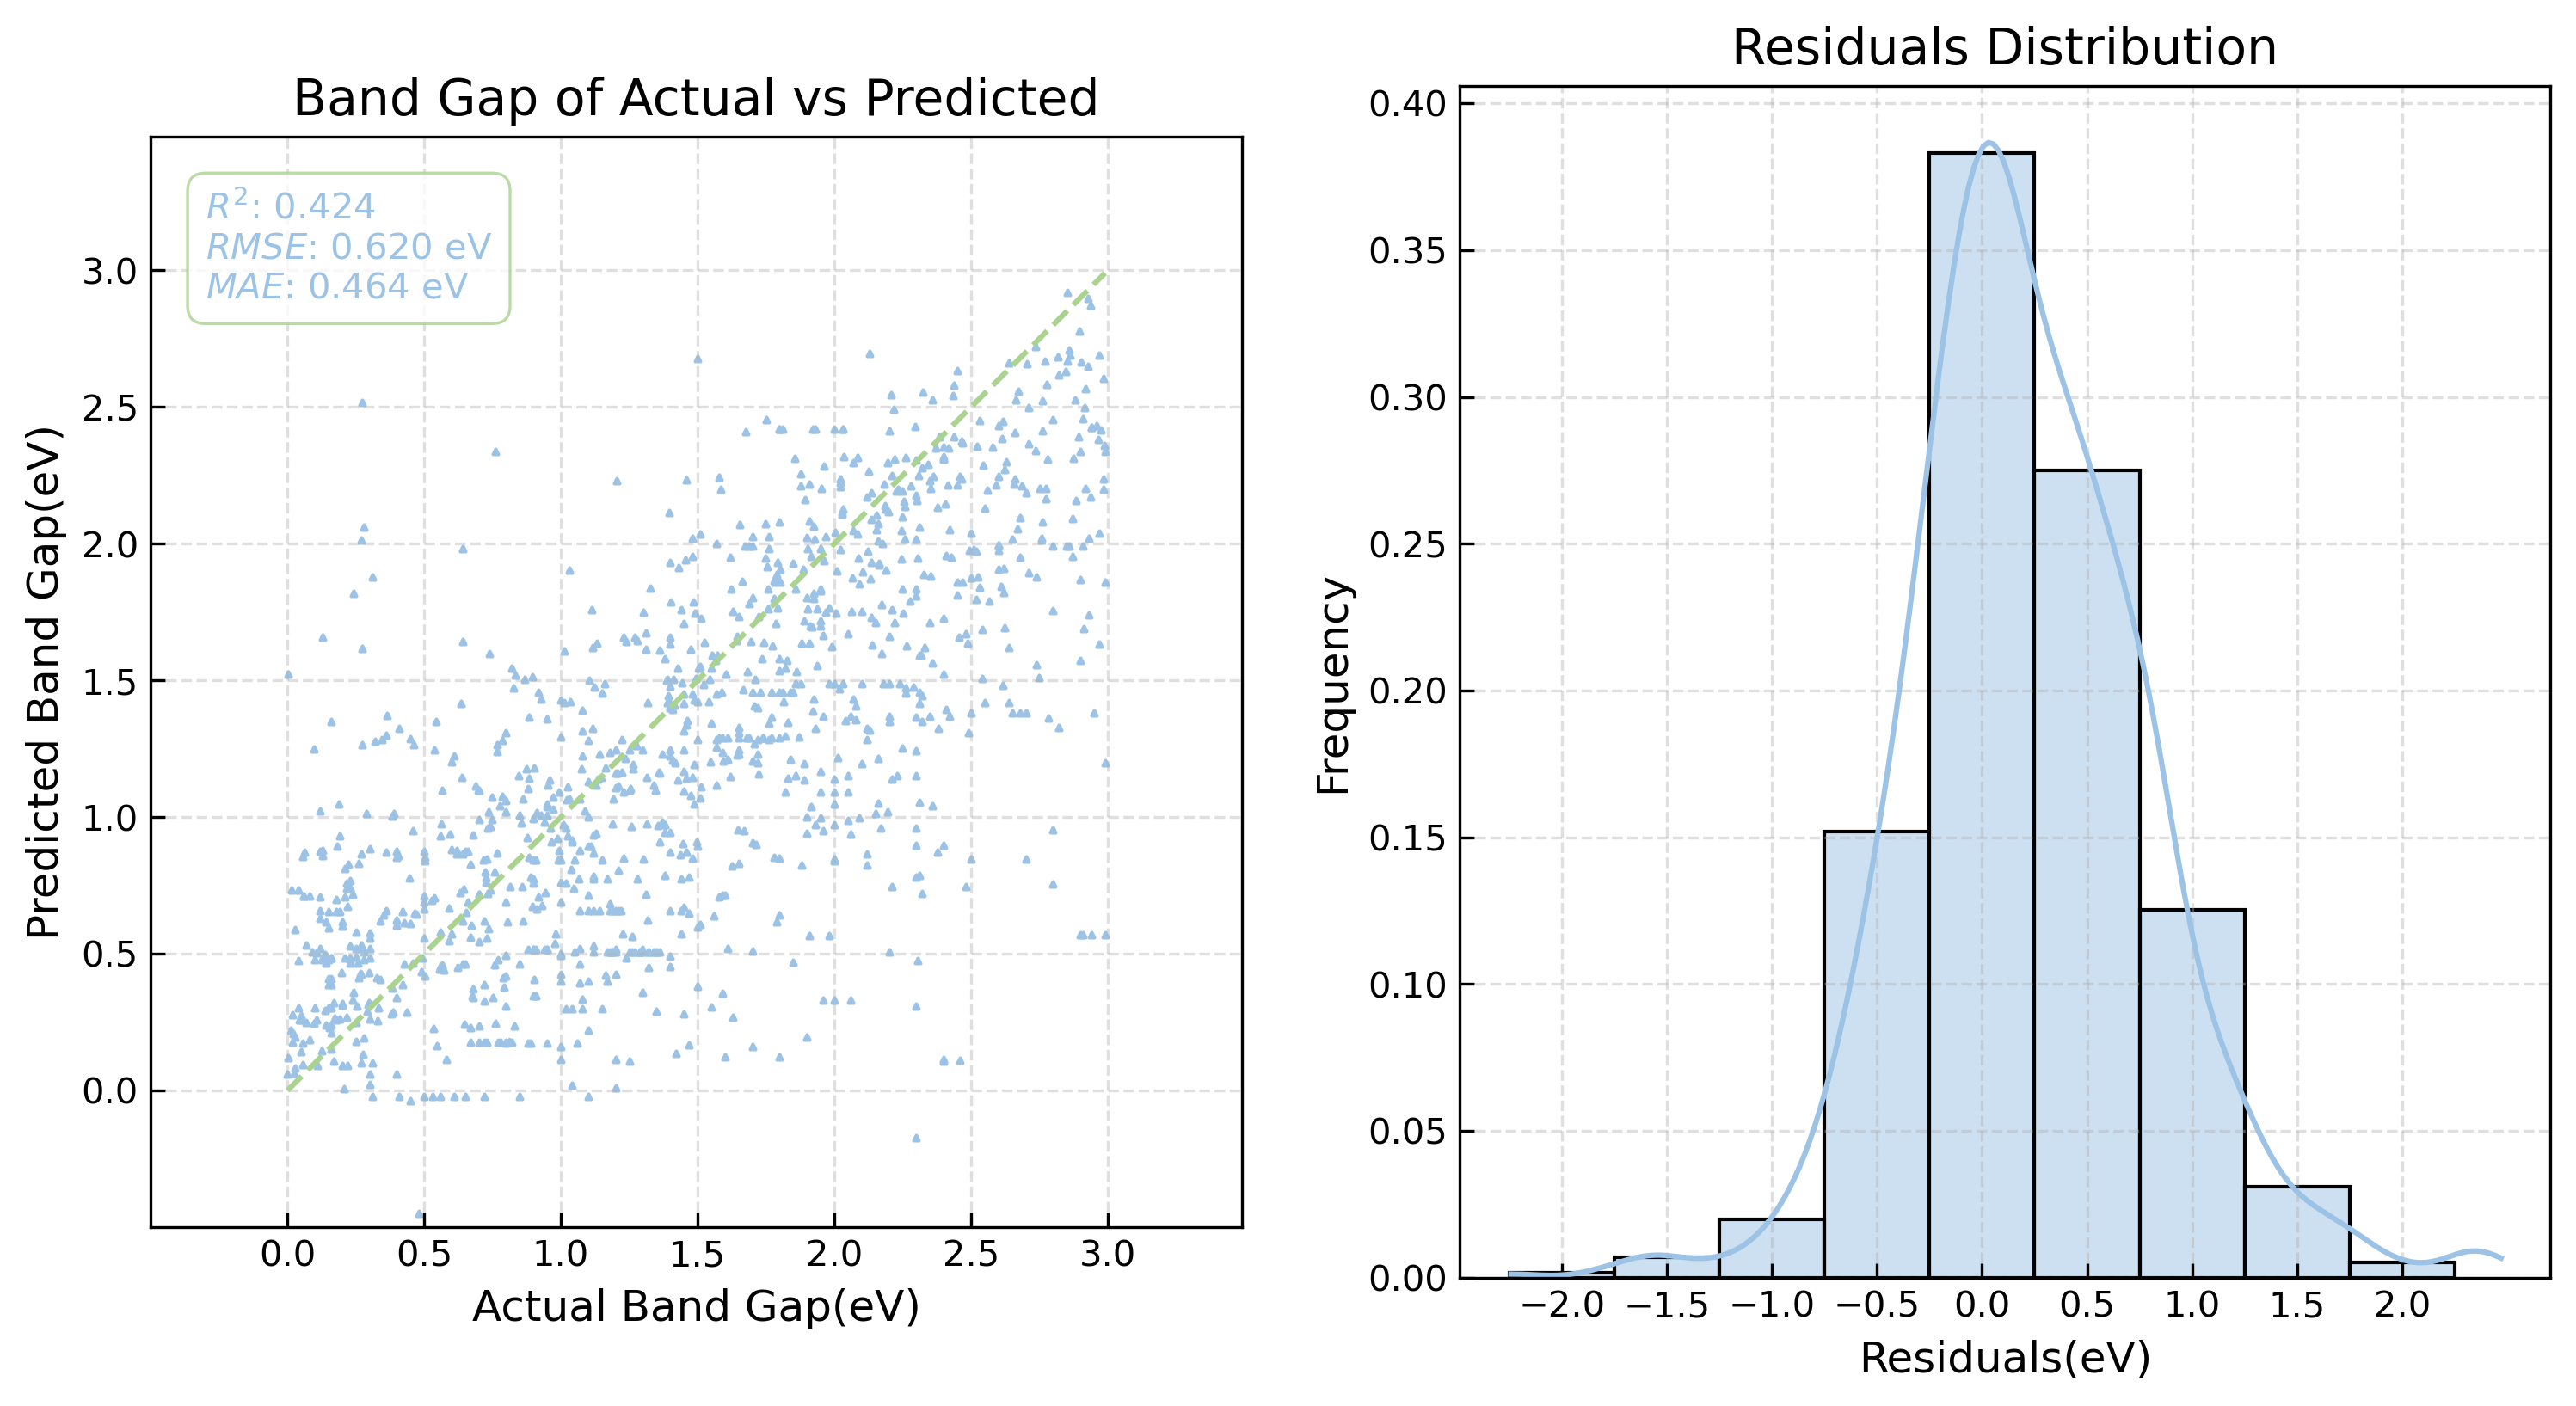 Band Gap of Actual vs Predicted
R²: 0.424
RMSE: 0.620 eV
MAE: 0.464 eV
3.0
2.5
2.0
1.5
1.0
0.5
0.0
Predicted Band Gap(eV)
0.0 0.5 1.0 1.5 2.0 2.5 3.0
Actual Band Gap(eV)
Residuals Distribution
0.40
0.35
0.30
0.25
0.20
0.15
0.10
0.05
0.00
Frequency
−2.0 −1.5 −1.0 −0.5 0.0 0.5 1.0 1.5 2.0
Residuals(eV)